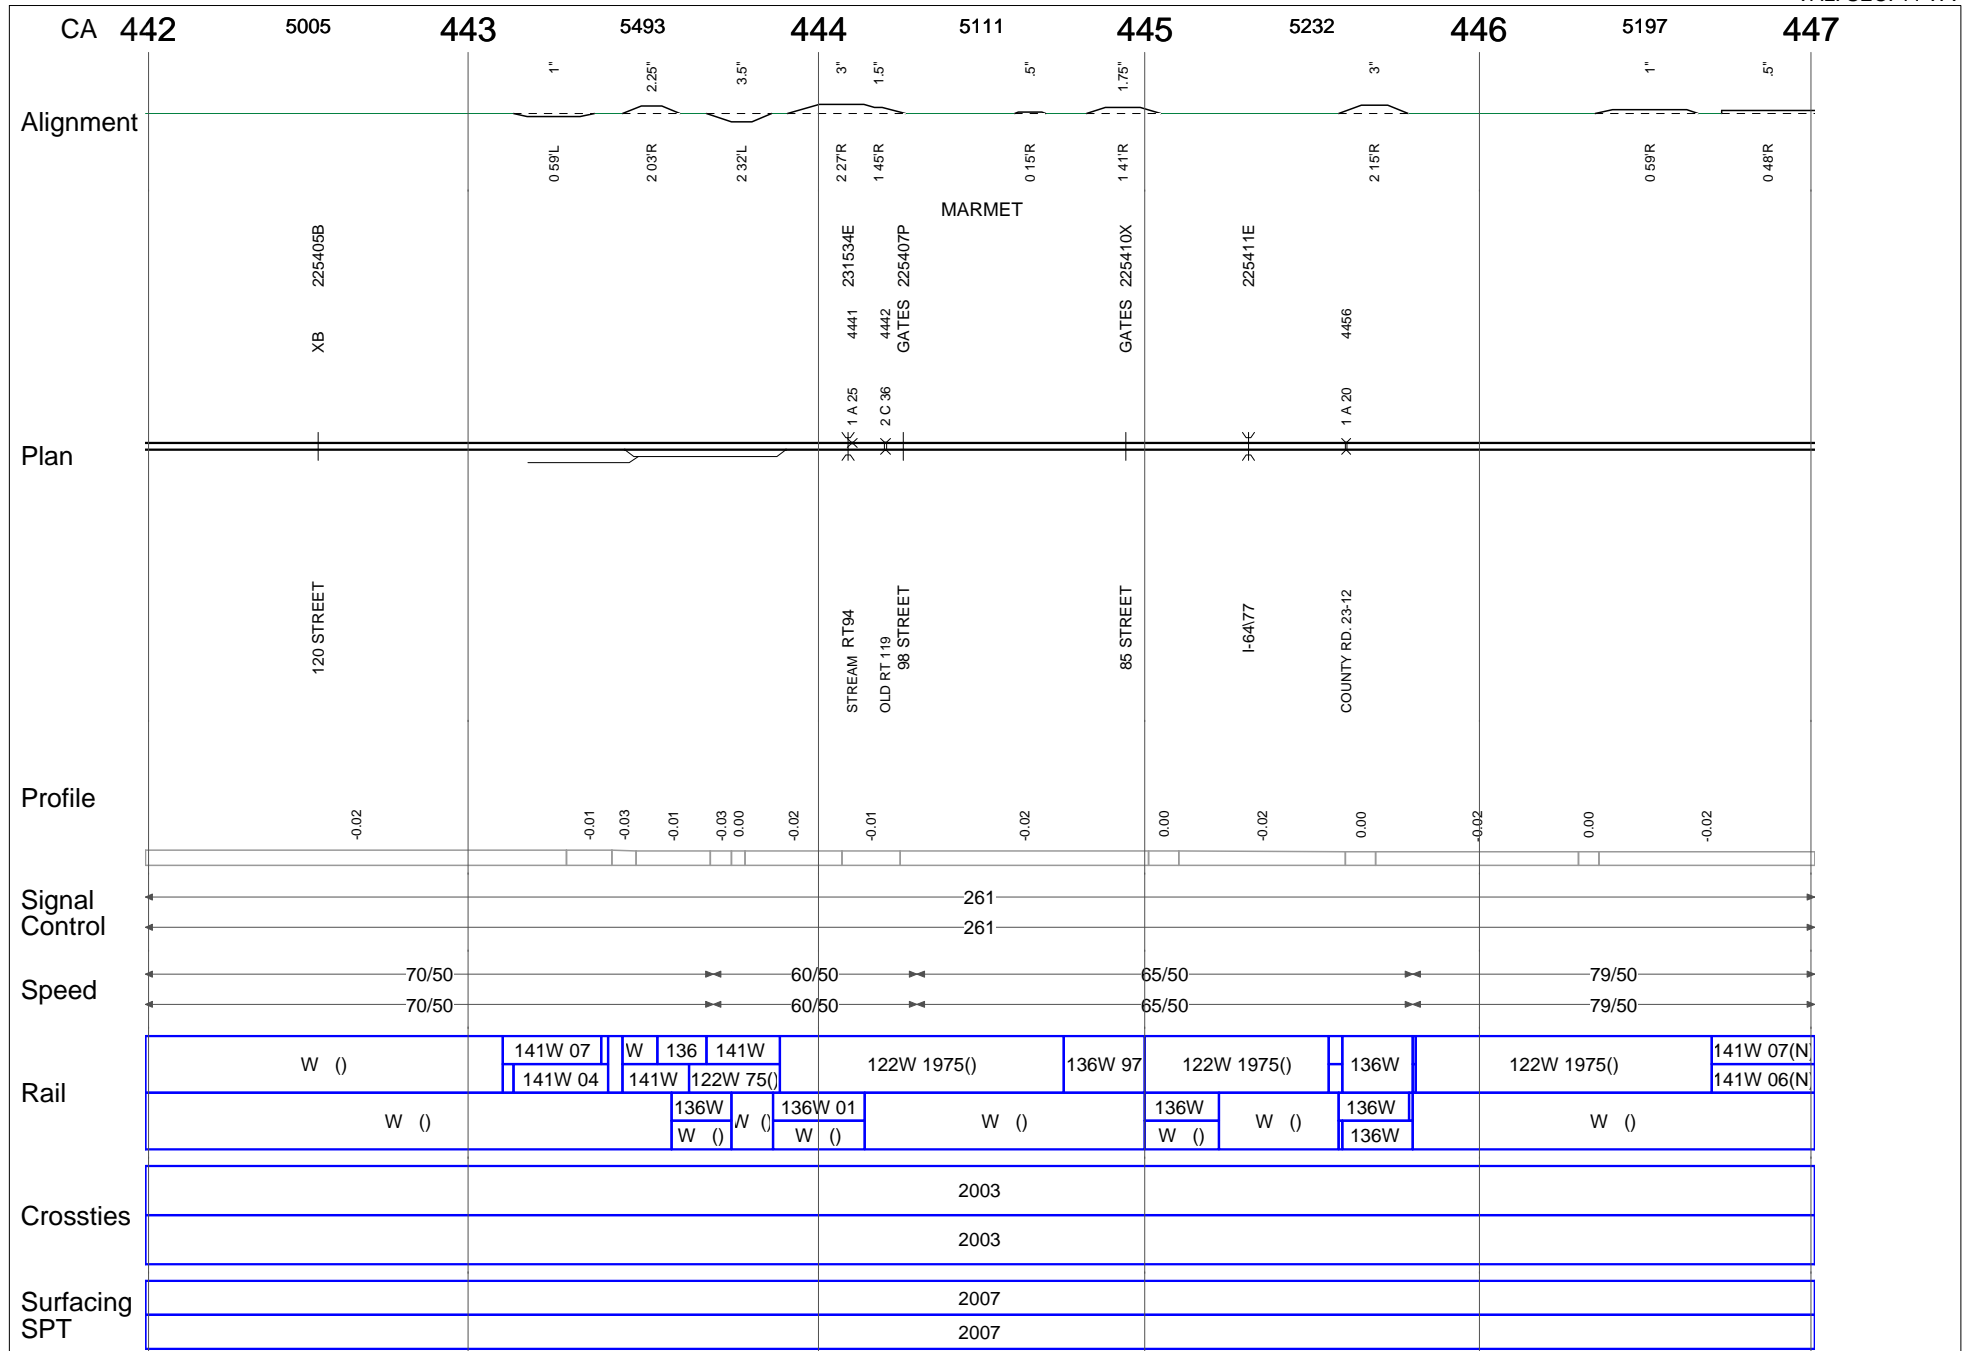 CA 442 5005 443 5493 444 5111 445 5232 446 5197 447
1" 2.25" 3.5" 3" 1.5" .5" 1.75" 3" 1" .5"
Alignment
0 59'L 2 03'R 2 32'L 2 27'R 1 45'R 0 15'R 1 41'R 2 15'R 0 59'R 0 48'R
MARMET
225405B 231534E 225407P 225410X 225411E
XB 4441 4442 GATES GATES 4456
1 A 25 2 C 36 1 A 20
Plan
120 STREET STREAM RT94 OLD RT 119 98 STREET 85 STREET I-64\77 COUNTY RD. 23-12
Profile
-0.02 -0.01 -0.03 -0.01 -0.03 0.00 -0.02 -0.01 -0.02 0.00 -0.02 0.00 -0.02 0.00 -0.02
Signal 261
Control 261
70/50 60/50 65/50 79/50
Speed
70/50 60/50 65/50 79/50
W () 141W 07 W 136 141W 122W 1975() 136W 97 122W 1975() 136W 122W 1975() 141W 07(N)
141W 04 141W 122W 75() 141W 06(N)
Rail
W () 136W W () 136W 01 W () 136W W () 136W W ()
W () W () W () 136W
2003
Crossties
2003
Surfacing 2007
SPT 2007